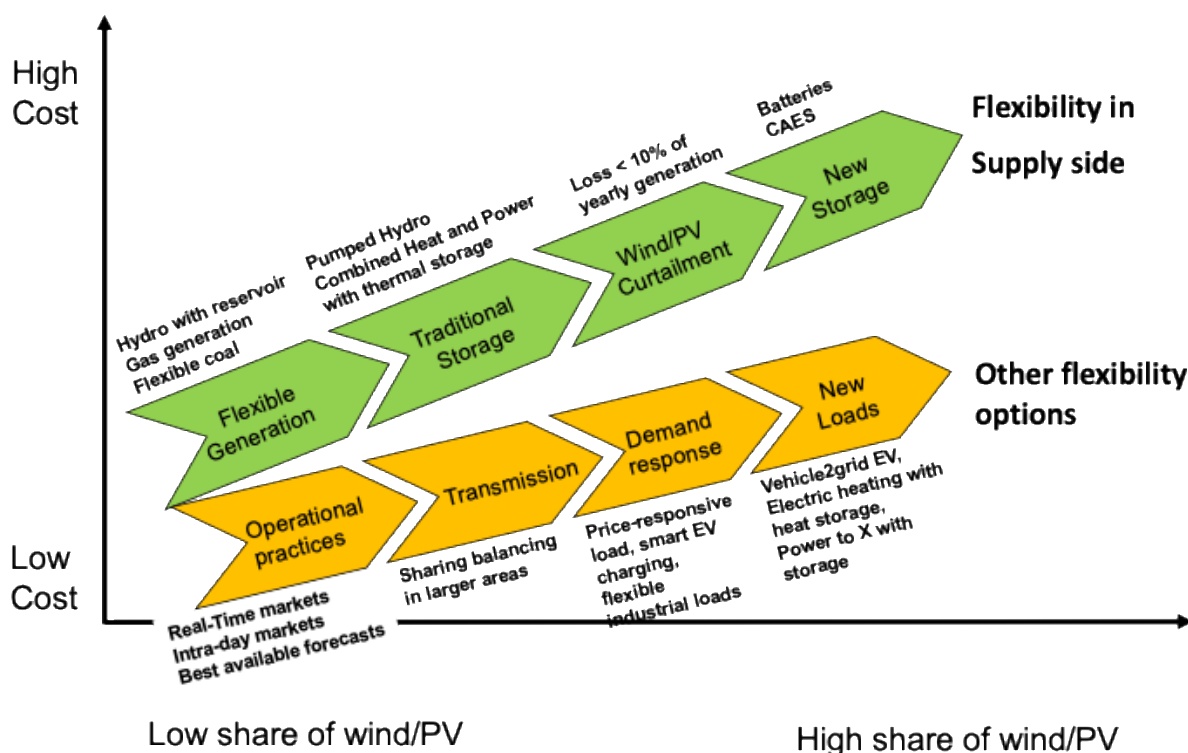 High
Cost
Batteries
CAES
Flexibility in
Supply side
Loss < 10% of
yearly generation
New
Storage
Pumped Hydro
Combined Heat and Power
with thermal storage
Wind/PV
Curtailment
Hydro with reservoir
Gas generation
Flexible coal
Traditional
Storage
Flexible
Generation
Other flexibility
options
New
Loads
Demand
response
Transmission
Operational
practices
Vehicle2grid EV,
Electric heating with
heat storage,
Power to X with
storage
Price-responsive
load, smart EV
charging,
flexible
industrial loads
Sharing balancing
in larger areas
Low
Cost
Real-Time markets
Intra-day markets
Best available forecasts
Low share of wind/PV
High share of wind/PV